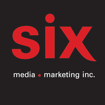 six
media + marketing inc.